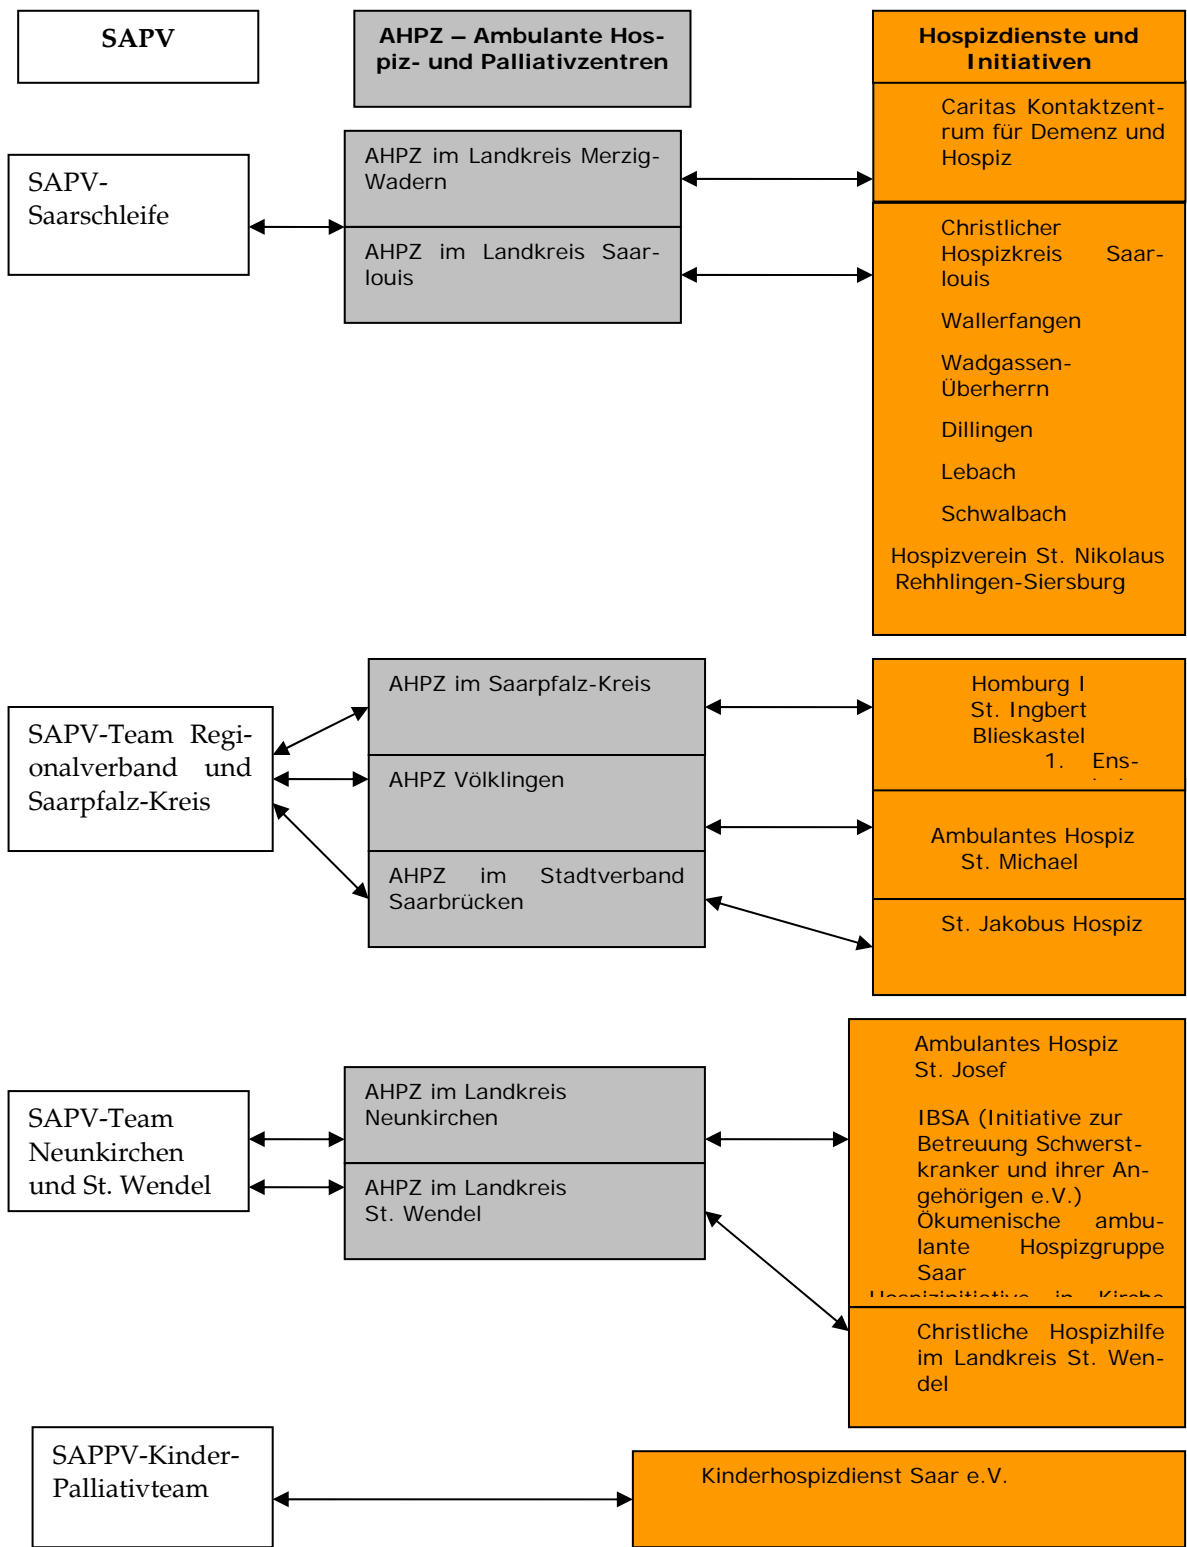 SAPV
AHPZ – Ambulante Hos-
piz- und Palliativzentren
Hospizdienste und
Initiativen
SAPV-
Saarschleife
AHPZ im Landkreis Merzig-
Wadern
AHPZ im Landkreis Saar-
louis
Caritas Kontaktzent-
rum für Demenz und
Hospiz
Christlicher
Hospizkreis Saar-
louis
Wallerfangen
Wadgassen-
Überherrn
Dillingen
Lebach
Schwalbach
Hospizverein St. Nikolaus
Rehhlingen-Siersburg
SAPV-Team Regi-
onalverband und
Saarpfalz-Kreis
AHPZ im Saarpfalz-Kreis
AHPZ Völklingen
AHPZ im Stadtverband
Saarbrücken
Homburg I
St. Ingbert
Blieskastel
1. Ens-
Ambulantes Hospiz
St. Michael
St. Jakobus Hospiz
SAPV-Team
Neunkirchen
und St. Wendel
AHPZ im Landkreis
Neunkirchen
AHPZ im Landkreis
St. Wendel
Ambulantes Hospiz
St. Josef
IBSA (Initiative zur
Betreuung Schwerst-
kranker und ihrer An-
gehörigen e.V.)
Ökumenische ambu-
lante Hospizgruppe
Saar
Hospizinitiative in Kirche
Christliche Hospizhilfe
im Landkreis St. Wen-
del
SAPPV-Kinder-
Palliativteam
Kinderhospizdienst Saar e.V.